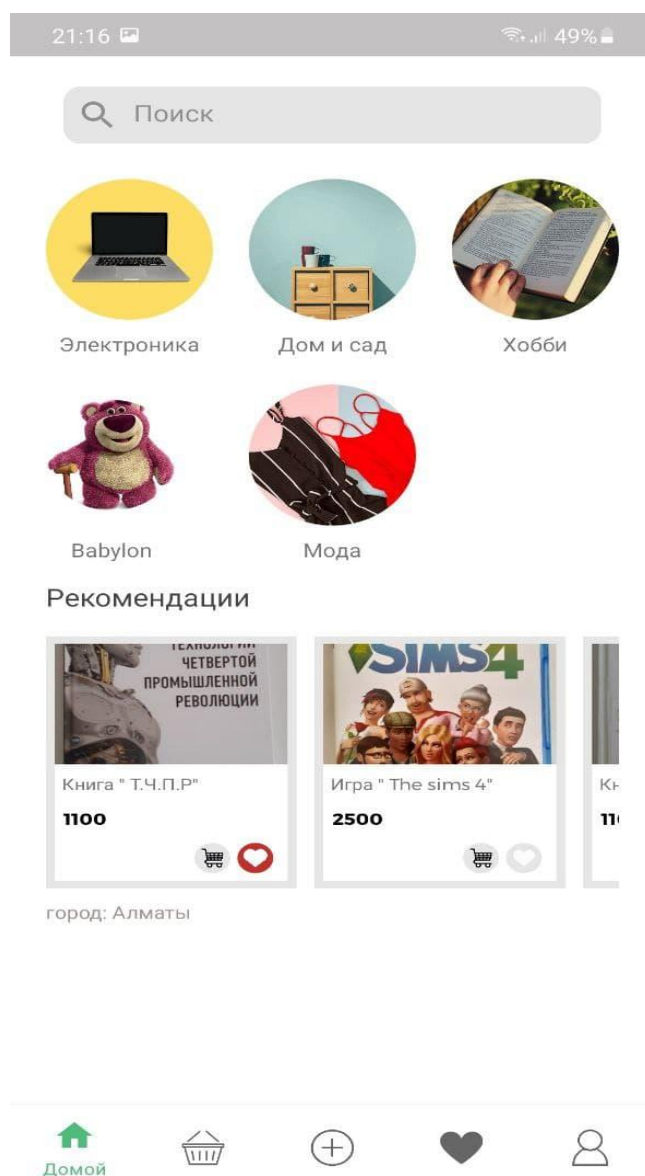 21:16 49%
Поиск
Электроника Дом и сад Хобби
Babylon Мода
Рекомендации
ТЕХНОЛОГИИ
ЧЕТВЕРТОЙ
ПРОМЫШЛЕННОЙ
РЕВОЛЮЦИИ
SIMS4
Книга " Т.Ч.П.Р" Игра " The sims 4"
1100 2500
город: Алматы
Домой